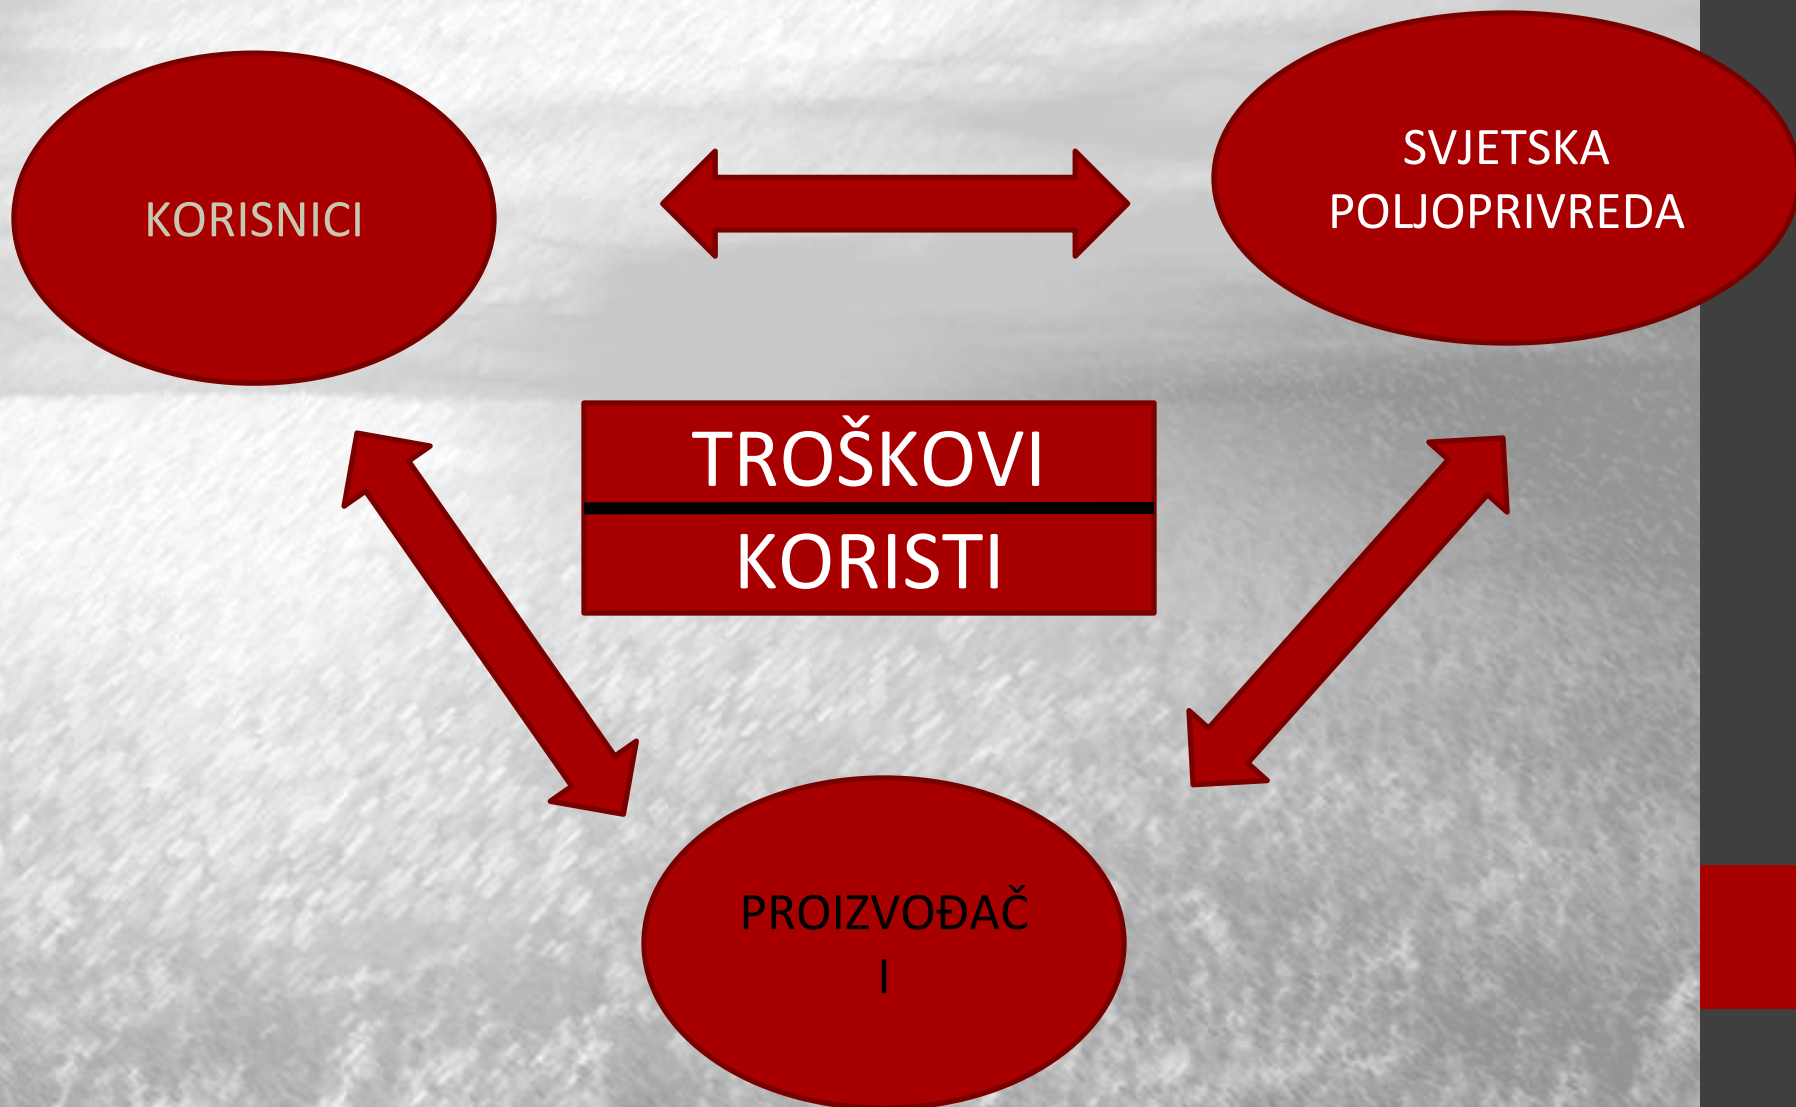 KORISNICI
SVJETSKA
POLJOPRIVREDA
TROŠKOVI
KORISTI
PROIZVOĐAČ
I